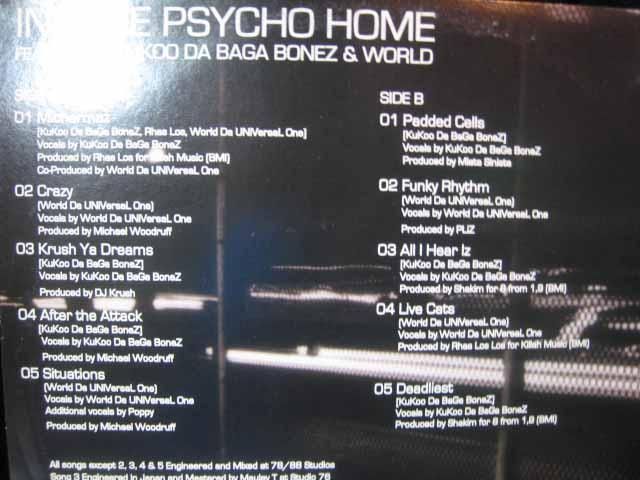 PSYCHO HOME
DA BAGA BONEZ & WORLD
01
[KuKoo Da BaGa BoneZ, Rhas Los, World Da UNIVersaL One]
Vocals by KuKoo Da BaGa BoneZ
Produced by Rhas Los for Killah Music (BMI)
Co-Produced by World Da UNIVersaL One
02 Crazy
(World Da UNIVersaL One)
Vocals by World Da UNIVersaL One
Produced by Michael Woodruff
03 Krush Ya Dreams
[KuKoo Da BaGa BoneZ]
Vocals by KuKoo Da BaGa BoneZ
Produced by DJ Krush
04 After the Attack
[KuKoo Da BaGa BoneZ]
Vocals by KuKoo Da BaGa BoneZ
Produced by Michael Woodruff
05 Situations
(World Da UNIVersaL One)
Vocals by World Da UNIVersaL One
Additional vocals by Poppy
Produced by Michael Woodruff
SIDE B
01 Padded Cells
[KuKoo Da BaGa BoneZ]
Vocals by KuKoo Da BaGa BoneZ
Produced by Mista Sinista
02 Funky Rhythm
(World Da UNIVersaL One)
Vocals by World Da UNIVersaL One
Produced by PLIZ
03 All I Hear Iz
[KuKoo Da BaGa BoneZ]
Vocals by KuKoo Da BaGa BoneZ
Produced by Shakim for 8 from 1,9 (BMI)
04 Live Cats
(World Da UNIVersaL One)
Vocals by World Da UNIVersaL One
Produced by Rhas Los Los for Killah Music (BMI)
05 Deadliest
[KuKoo Da BaGa BoneZ]
Vocals by KuKoo Da BaGa BoneZ
Produced by Shakim for 8 from 1,9 (BMI)
All songs except 2, 3, 4 & 5 Engineered and Mixed at 78/88 Studios
Song 3 Engineered in Japan and Mastered by Mauley T at Studio 76